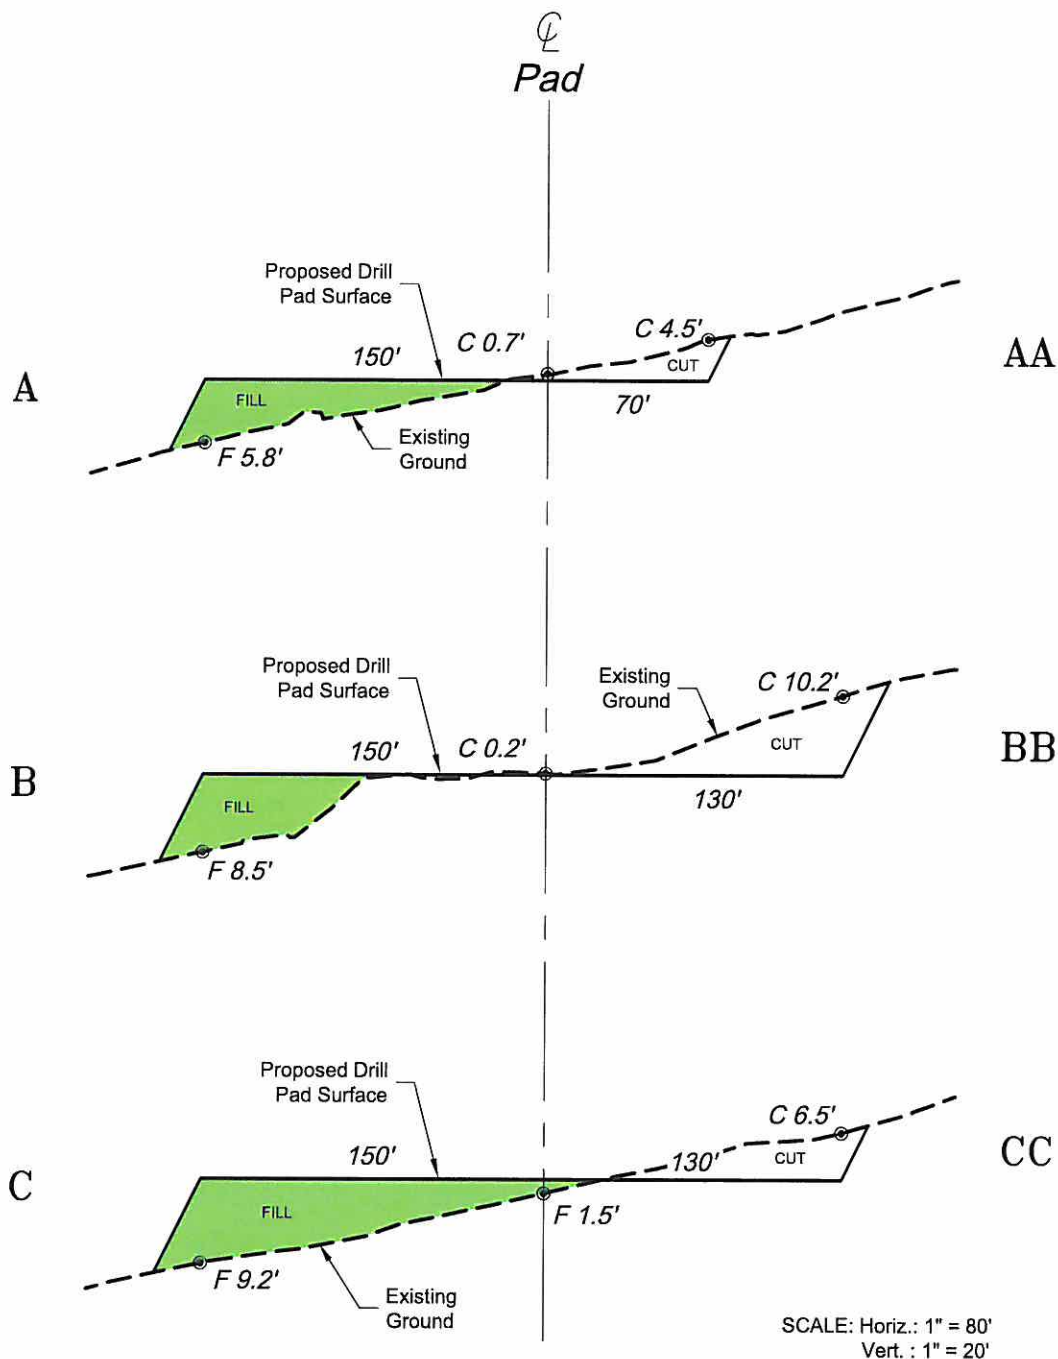 ℄
Pad
Proposed Drill
Pad Surface
150'
C 0.7'
C 4.5'
CUT
AA
A
FILL
70'
Existing
Ground
F 5.8'
Proposed Drill
Pad Surface
150'
C 0.2'
Existing
Ground
C 10.2'
CUT
BB
B
FILL
130'
F 8.5'
Proposed Drill
Pad Surface
150'
C 6.5'
130'
CUT
CC
C
FILL
F 1.5'
F 9.2'
Existing
Ground
SCALE: Horiz.: 1" = 80'
Vert. : 1" = 20'